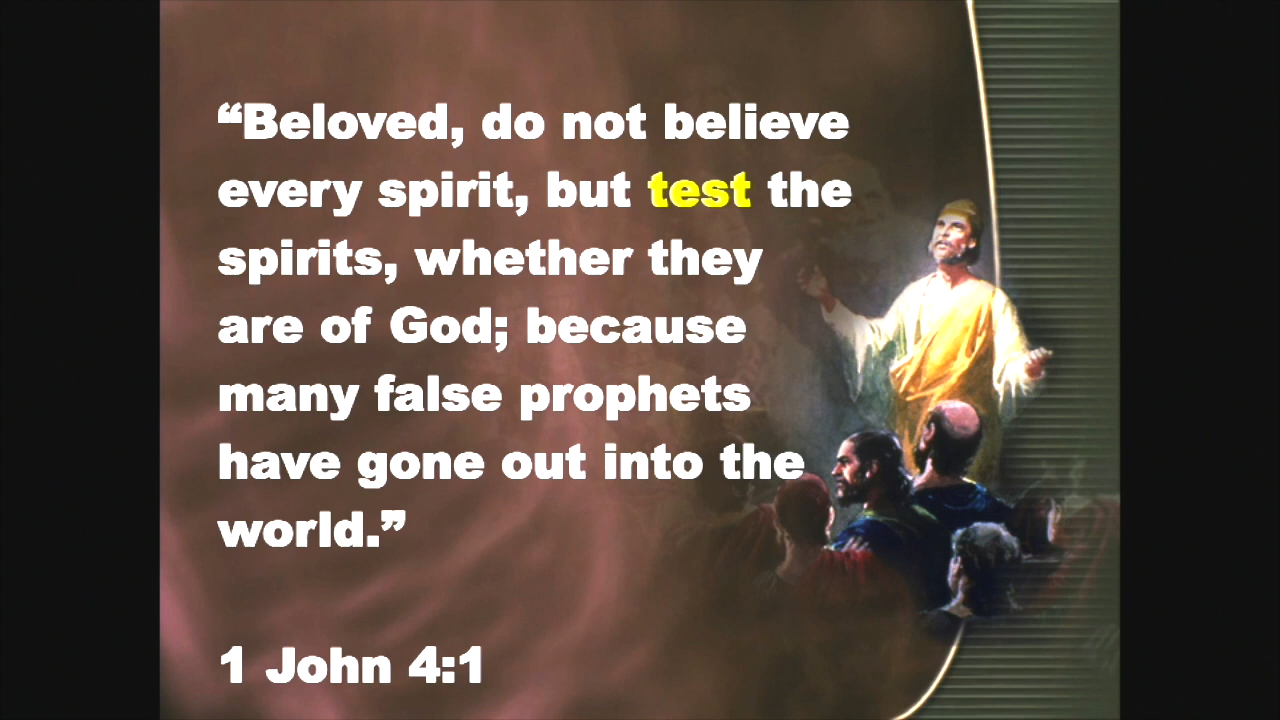 “Beloved, do not believe
every spirit, but test the
spirits, whether they
are of God; because
many false prophets
have gone out into the
world.”
1 John 4:1